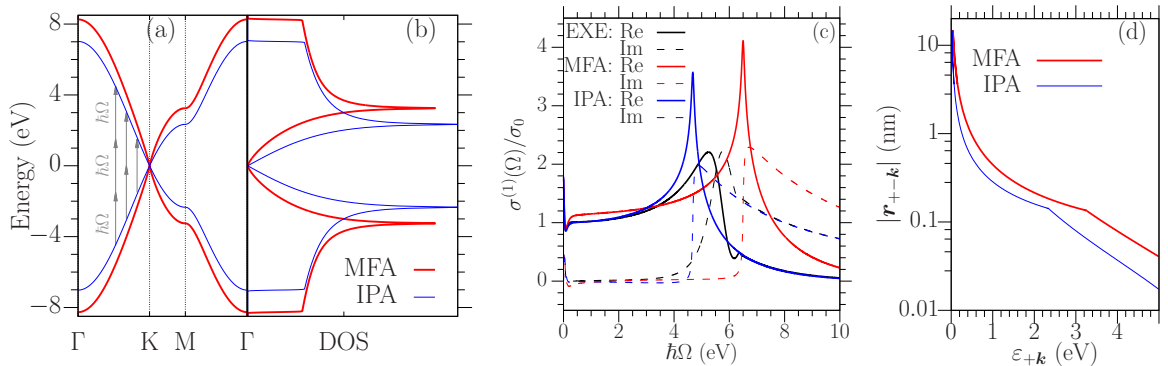 (a)
(b)
Energy (eV)
8
4
0
−4
−8
ħΩ
ħΩ
ħΩ
MFA
IPA
Γ K M Γ DOS
(c)
σ(1)(Ω)/σ0
4
3
2
1
0
EXE: Re
Im
MFA: Re
Im
IPA: Re
Im
0 2 4 6 8 10
ħΩ (eV)
(d)
|r+−k| (nm)
10
1
0.1
0.01
MFA
IPA
0 1 2 3 4 5
ε+k (eV)